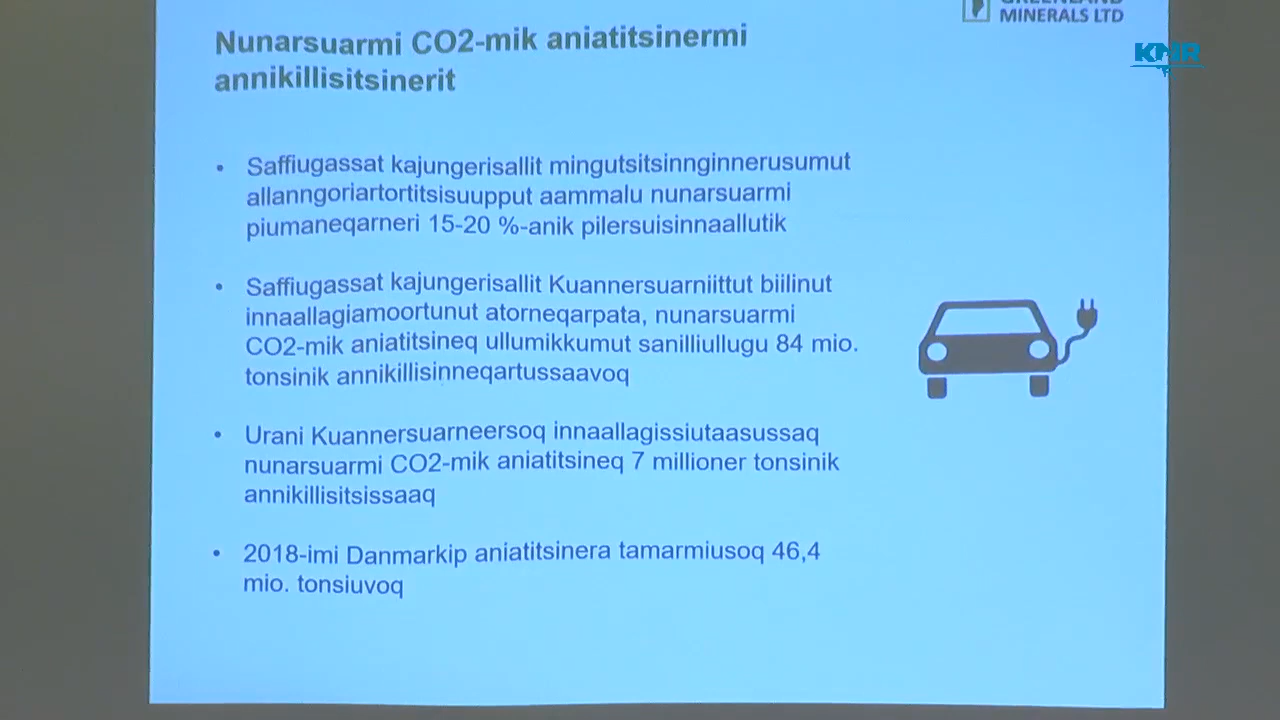 MINERALS LTD
KNR
Nunarsuarmi CO2-mik aniatitsinermi
annikillisitsinerit
• Saffiugassat kajungerisallit mingutsitsinnginnerusumut
allanngoriartortitsisuupput aammalu nunarsuarmi
piumaneqarneri 15-20 %-anik pilersuisinnaallutik
• Saffiugassat kajungerisallit Kuannersuarniittut biilinut
innaallagiamoortunut atorneqarpata, nunarsuarmi
CO2-mik aniatitsineq ullumikkumut sanilliullugu 84 mio.
tonsinik annikillisinneqartussaavoq
• Urani Kuannersuarneersoq innaallagissiutaasussaq
nunarsuarmi CO2-mik aniatitsineq 7 millioner tonsinik
annikillisitsissaaq
• 2018-imi Danmarkip aniatitsinera tamarmiusoq 46,4
mio. tonsiuvoq